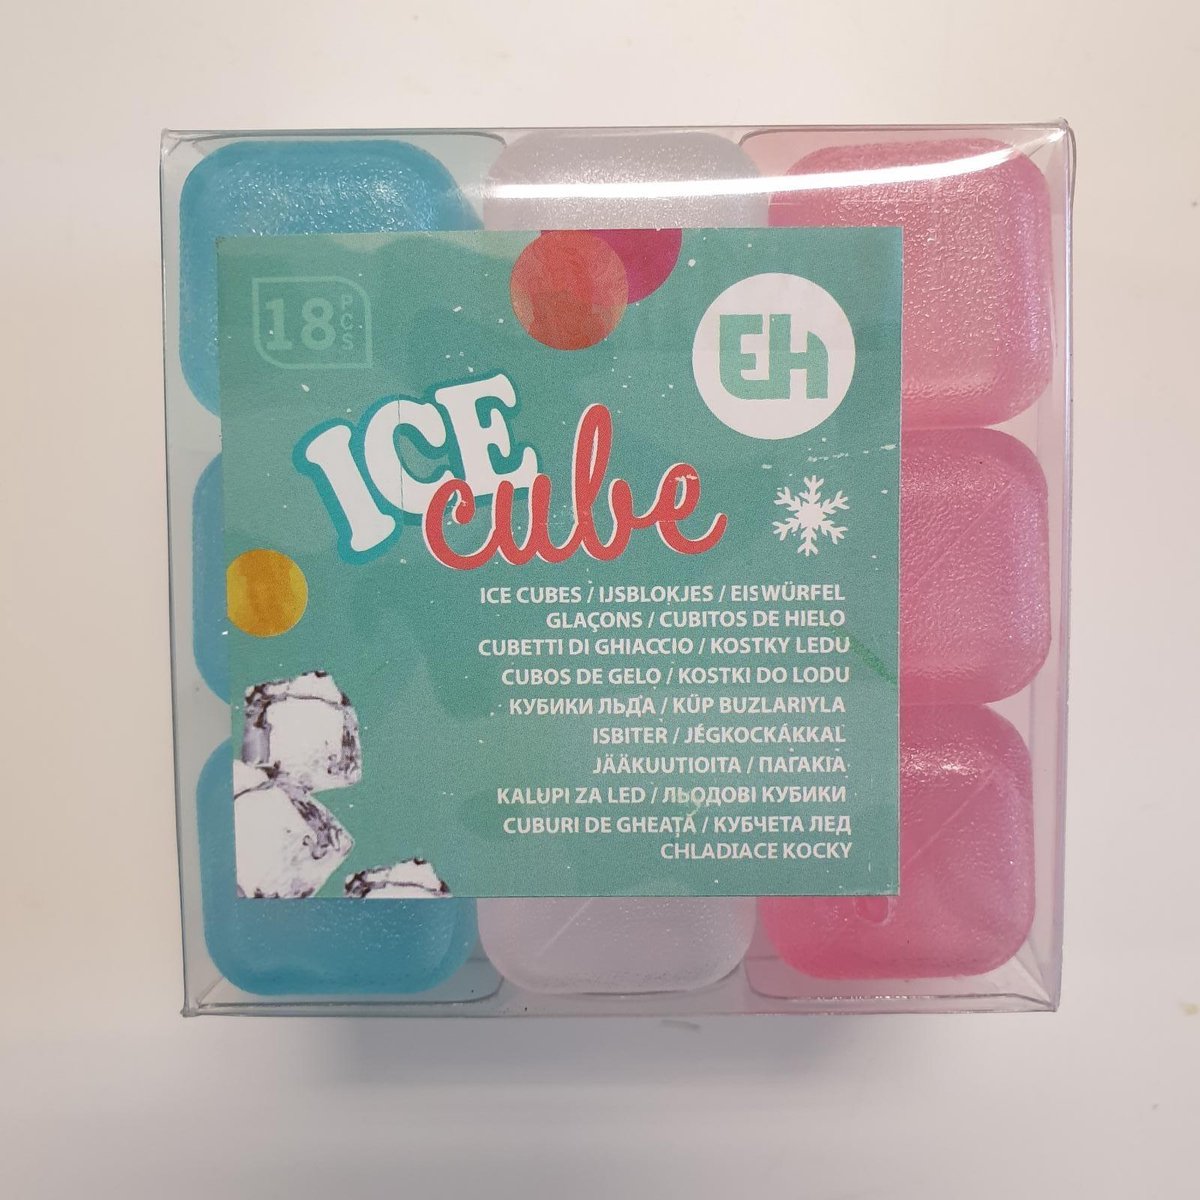 18 PCS
EH
ICE
cube
ICE CUBES / IJSBLOKJES / EISWÜRFEL
GLAÇONS / CUBITOS DE HIELO
CUBETTI DI GHIACCIO / KOSTKY LEDU
CUBOS DE GELO / KOSTKI DO LODU
КУБИКИ ЛЬДА / KÜP BUZLARIYLA
ISBITER / JÉGKOCKÁKKAL
JÄÄKUUTIOITA / ΠΑΓΑΚΙΑ
KALUPI ZA LED / ЛЬОДОВІ КУБИКИ
CUBURI DE GHEAȚĂ / КУБЧЕТА ЛЕД
CHLADIACE KOCKY